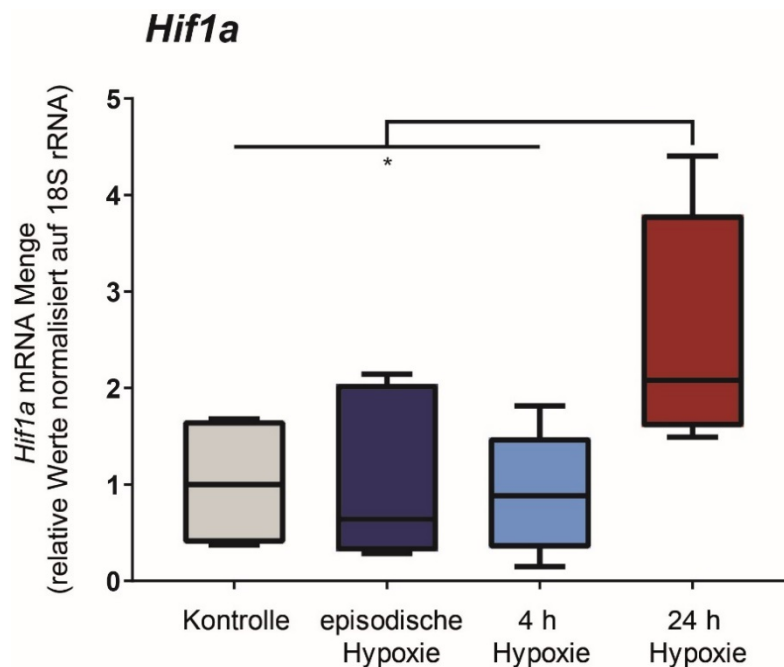 Hif1a
Hif1a mRNA Menge
(relative Werte normalisiert auf 18S rRNA)
5
4
3
2
1
0
*
Kontrolle
episodische
Hypoxie
4 h
Hypoxie
24 h
Hypoxie